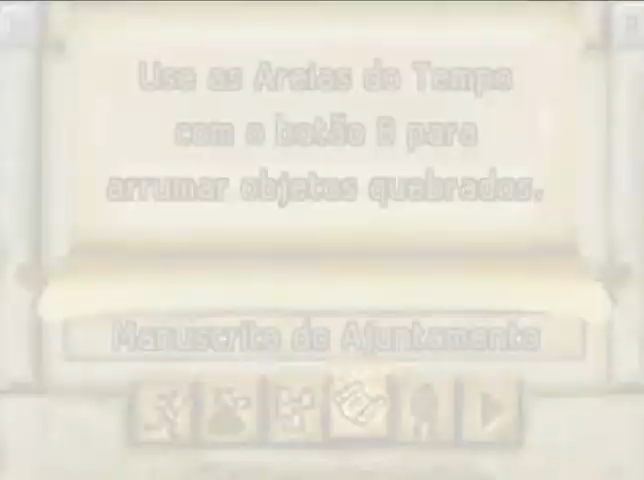 Use as Areias do Tempo
com o botão B para
arrumar objetos quebrados.
Manuscrito do Ajuntamento